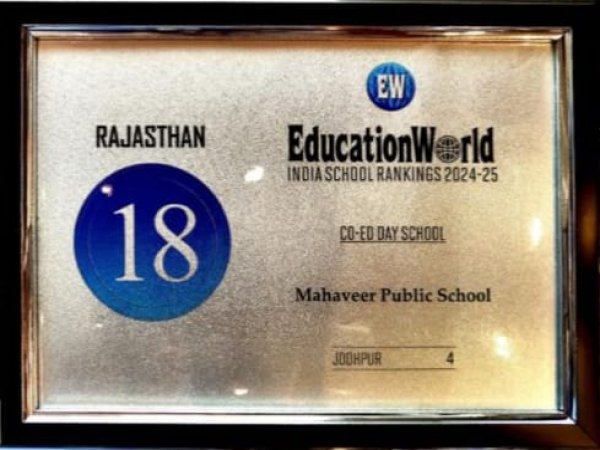 RAJASTHAN
18
EW
EducationWorld
INDIA SCHOOL RANKINGS 2024-25
CO-ED DAY SCHOOL
Mahaveer Public School
JODHPUR 4